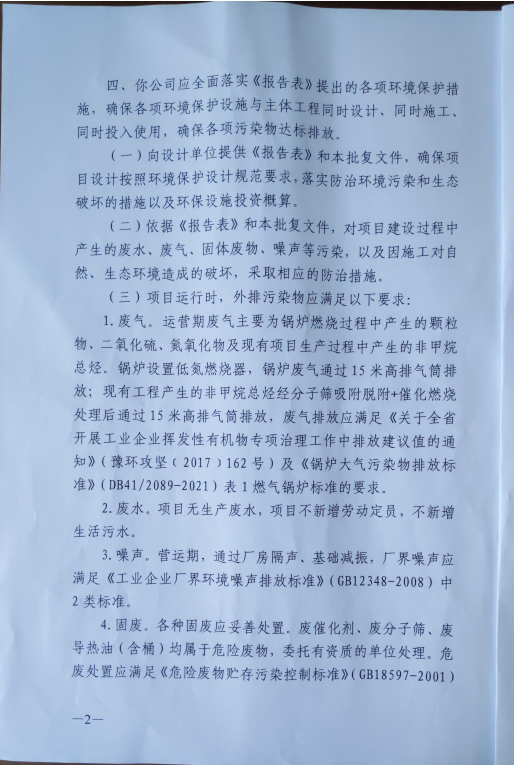 四、你公司应全面落实《报告表》提出的各项环境保护措
施，确保各项环境保护设施与主体工程同时设计、同时施工、
同时投入使用，确保各项污染物达标排放。
（一）向设计单位提供《报告表》和本批复文件，确保项
目设计按照环境保护设计规范要求，落实防治环境污染和生态
破坏的措施以及环保设施投资概算。
（二）依据《报告表》和本批复文件，对项目建设过程中
产生的废水、废气、固体废物、噪声等污染，以及因施工对自
然、生态环境造成的破坏，采取相应的防治措施。
（三）项目运行时，外排污染物应满足以下要求：
1.废气。运营期废气主要为锅炉燃烧过程中产生的颗粒
物、二氧化硫、氮氧化物及现有项目生产过程中产生的非甲烷
总烃。锅炉设置低氮燃烧器，锅炉废气通过 15 米高排气筒排
放；现有工程产生的非甲烷总烃经分子筛吸附脱附+催化燃烧
处理后通过 15 米高排气筒排放，废气排放应满足《关于全省
开展工业企业挥发性有机物专项治理工作中排放建议值的通
知》（豫环攻坚﹝2017﹞162 号）及《锅炉大气污染物排放标
准》（DB41/2089-2021）表 1 燃气锅炉标准的要求。
2.废水。项目无生产废水，项目不新增劳动定员，不新增
生活污水。
3.噪声。营运期，通过厂房隔声、基础减振，厂界噪声应
满足《工业企业厂界环境噪声排放标准》（GB12348-2008）中
2 类标准。
4.固废。各种固废应妥善处置。废催化剂、废分子筛、废
导热油（含桶）均属于危险废物，委托有资质的单位处理。危
废处置应满足《危险废物贮存污染控制标准》（GB18597-2001）
—2—